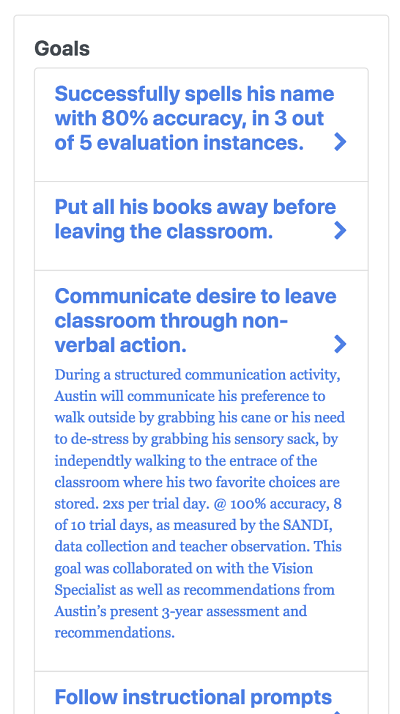 Goals
Successfully spells his name
with 80% accuracy, in 3 out
of 5 evaluation instances.
Put all his books away before
leaving the classroom.
Communicate desire to leave
classroom through non-
verbal action.
During a structured communication activity,
Austin will communicate his preference to
walk outside by grabbing his cane or his need
to de-stress by grabbing his sensory sack, by
independtly walking to the entrace of the
classroom where his two favorite choices are
stored. 2xs per trial day. @ 100% accuracy, 8
of 10 trial days, as measured by the SANDI,
data collection and teacher observation. This
goal was collaborated on with the Vision
Specialist as well as recommendations from
Austin's present 3-year assessment and
recommendations.
Follow instructional prompts